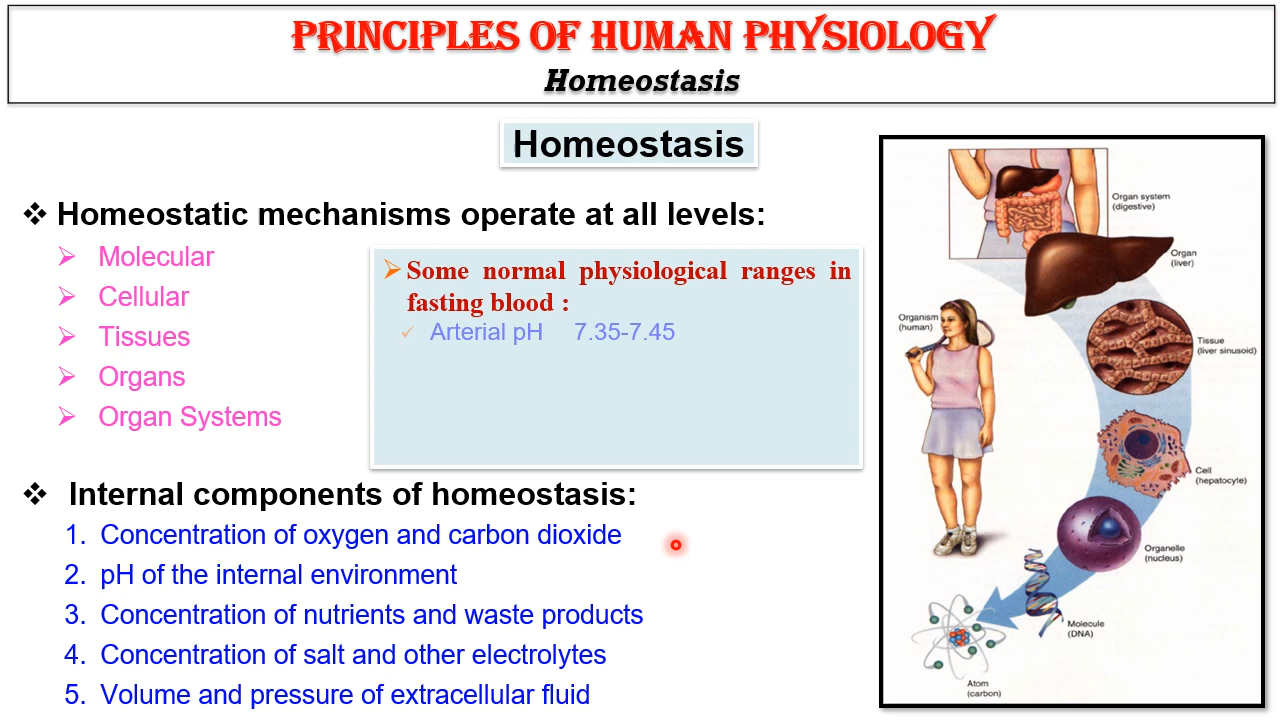 PRINCIPLES OF HUMAN PHYSIOLOGY
Homeostasis
Homeostasis
❖ Homeostatic mechanisms operate at all levels:
➢ Molecular
➢ Cellular
➢ Tissues
➢ Organs
➢ Organ Systems
➢ Some normal physiological ranges in
fasting blood :
✓ Arterial pH 7.35-7.45
❖ Internal components of homeostasis:
1. Concentration of oxygen and carbon dioxide
2. pH of the internal environment
3. Concentration of nutrients and waste products
4. Concentration of salt and other electrolytes
5. Volume and pressure of extracellular fluid
Organ system
(digestive)
Organ
(liver)
Organism
(human)
Tissue
(liver sinusoid)
Cell
(hepatocyte)
Organelle
(nucleus)
Molecule
(DNA)
Atom
(carbon)